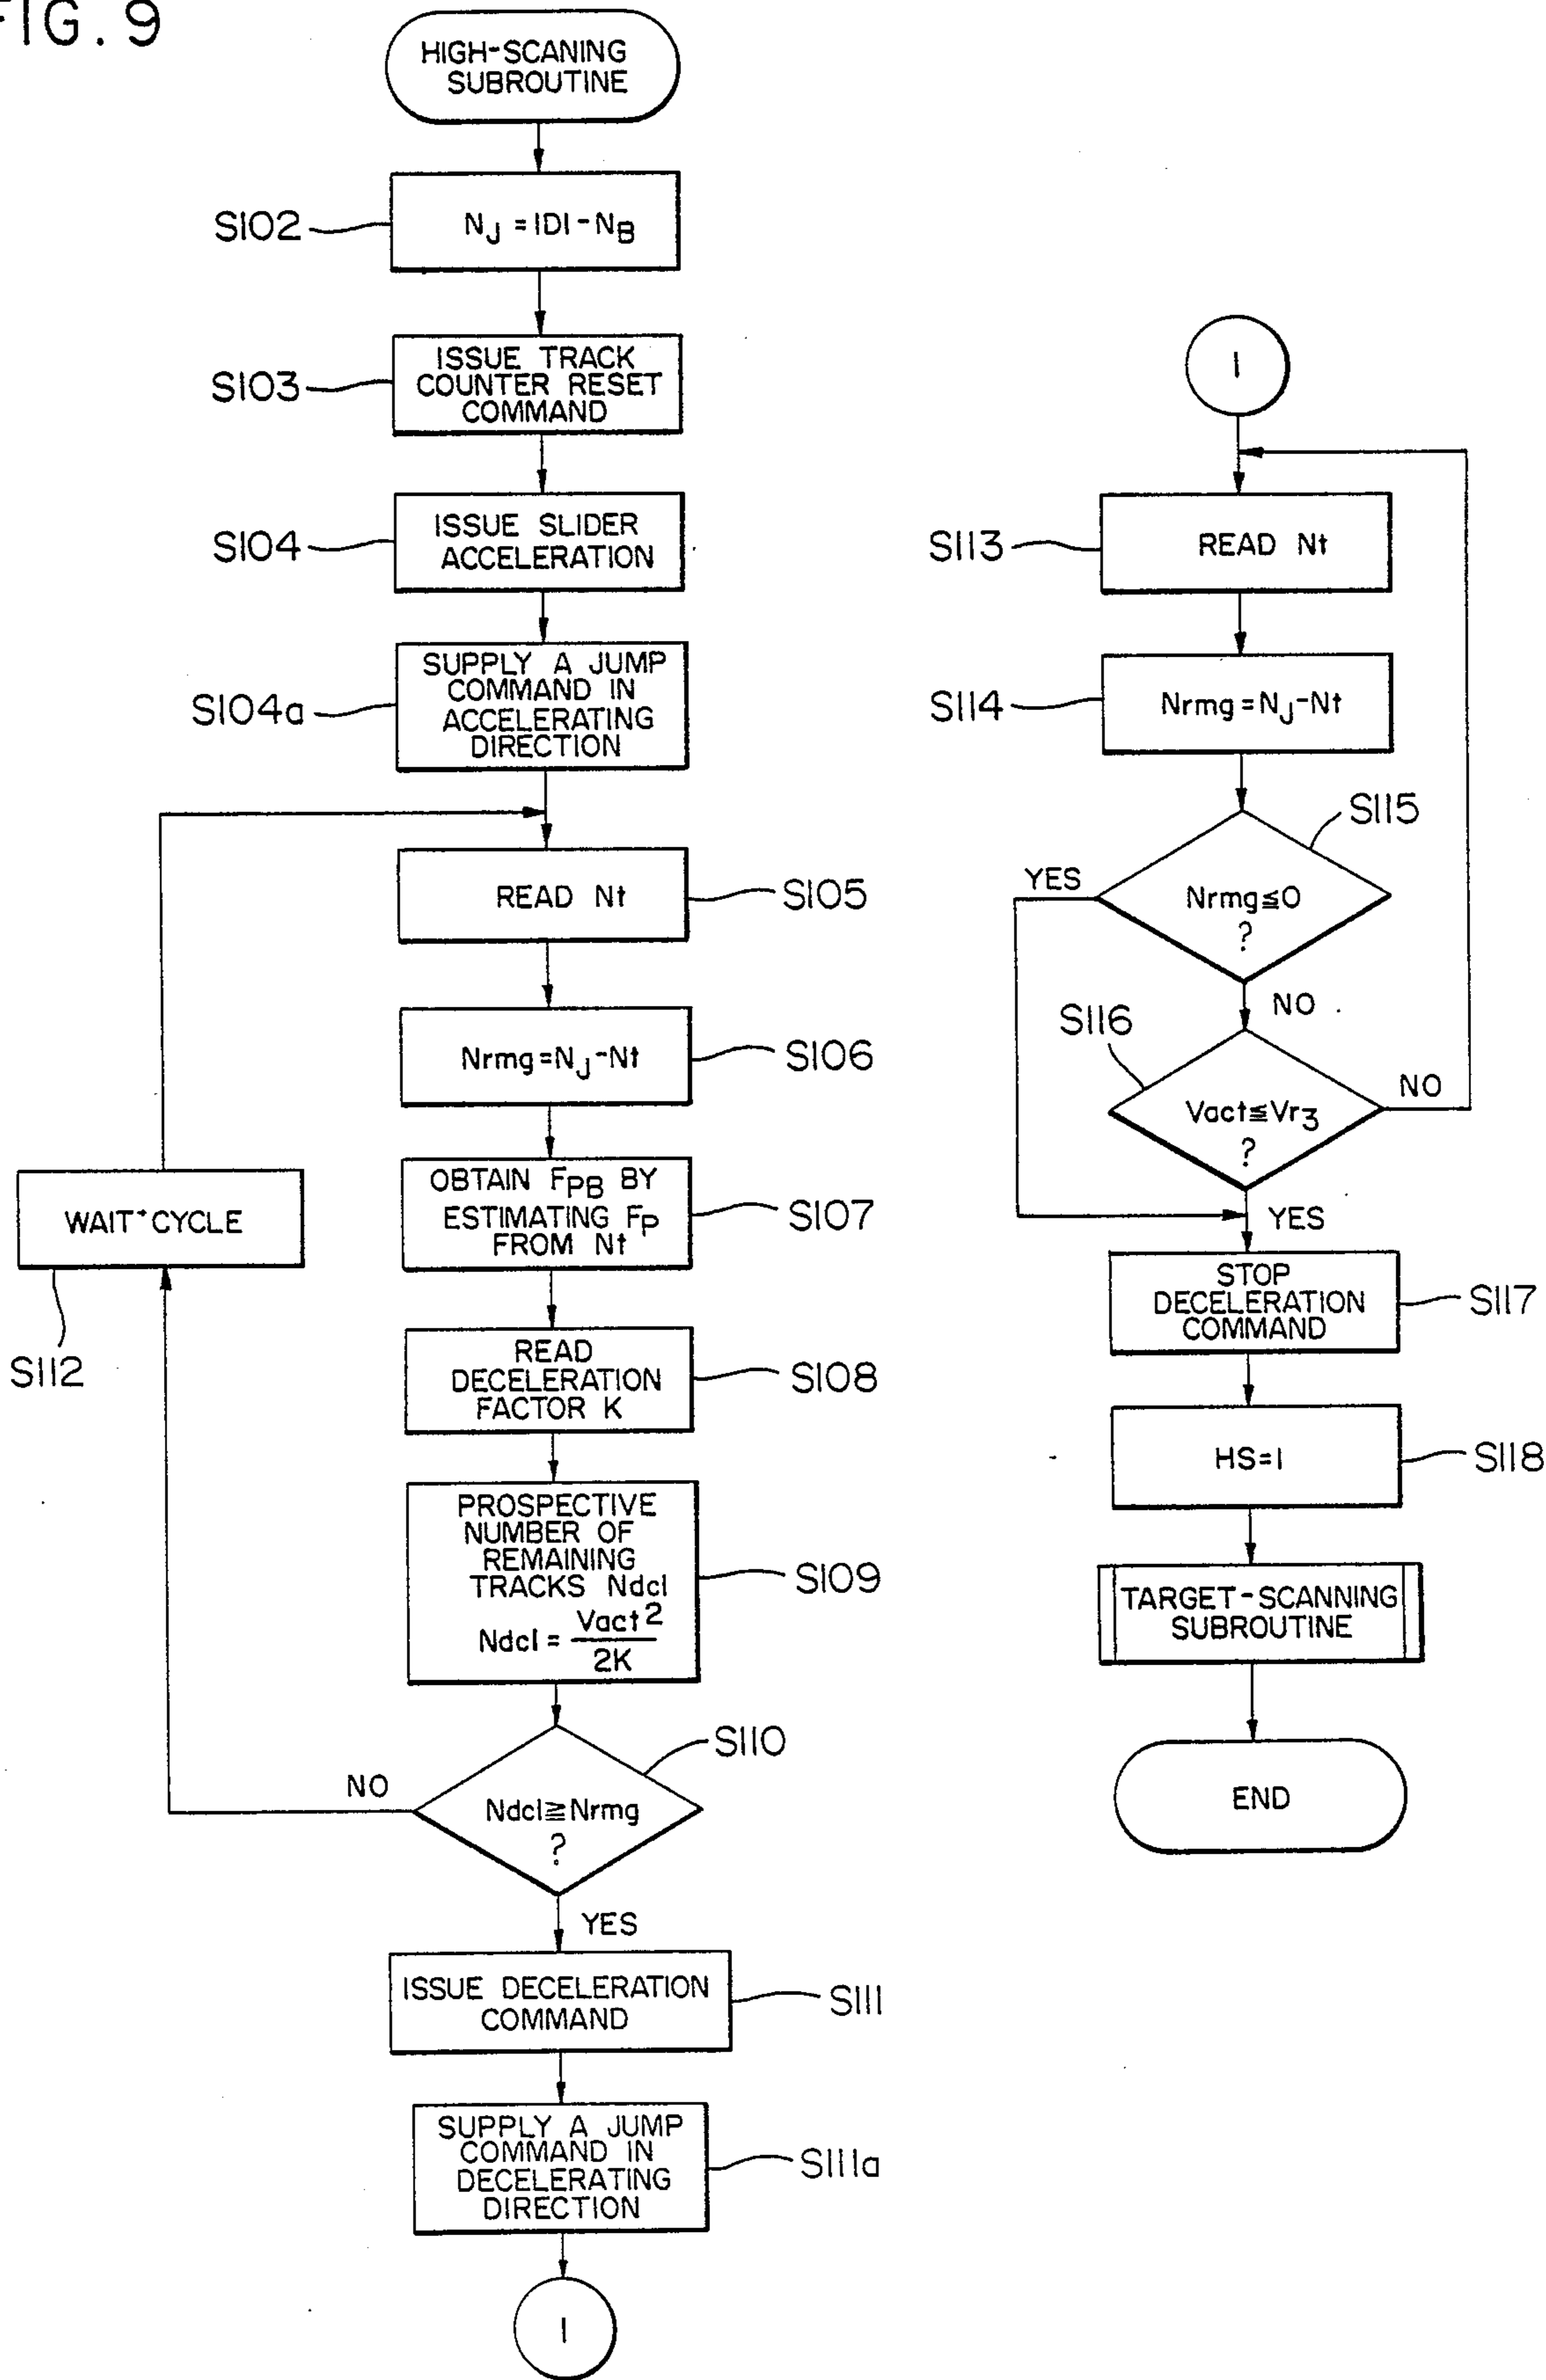 FIG. 9
HIGH-SCANING
SUBROUTINE
S102
NJ = |D| - NB
S103
ISSUE TRACK
COUNTER RESET
COMMAND
S104
ISSUE SLIDER
ACCELERATION
S104a
SUPPLY A JUMP
COMMAND IN
ACCELERATING
DIRECTION
READ Nt
S105
Nrmg = NJ - Nt
S106
OBTAIN FPB BY
ESTIMATING FP
FROM Nt
S107
WAIT CYCLE
S112
READ
DECELERATION
FACTOR K
S108
PROSPECTIVE
NUMBER OF
REMAINING
TRACKS Ndcl
Ndcl = Vact2
2K
S109
S110
NO
Ndcl≧Nrmg
?
YES
ISSUE DECELERATION
COMMAND
S111
SUPPLY A JUMP
COMMAND IN
DECELERATING
DIRECTION
S111a
1
1
S113
READ Nt
S114
Nrmg = NJ - Nt
S115
YES
Nrmg≦0
?
NO
S116
Vact≦Vr3
?
NO
YES
STOP
DECELERATION
COMMAND
S117
HS=1
S118
TARGET-SCANNING
SUBROUTINE
END